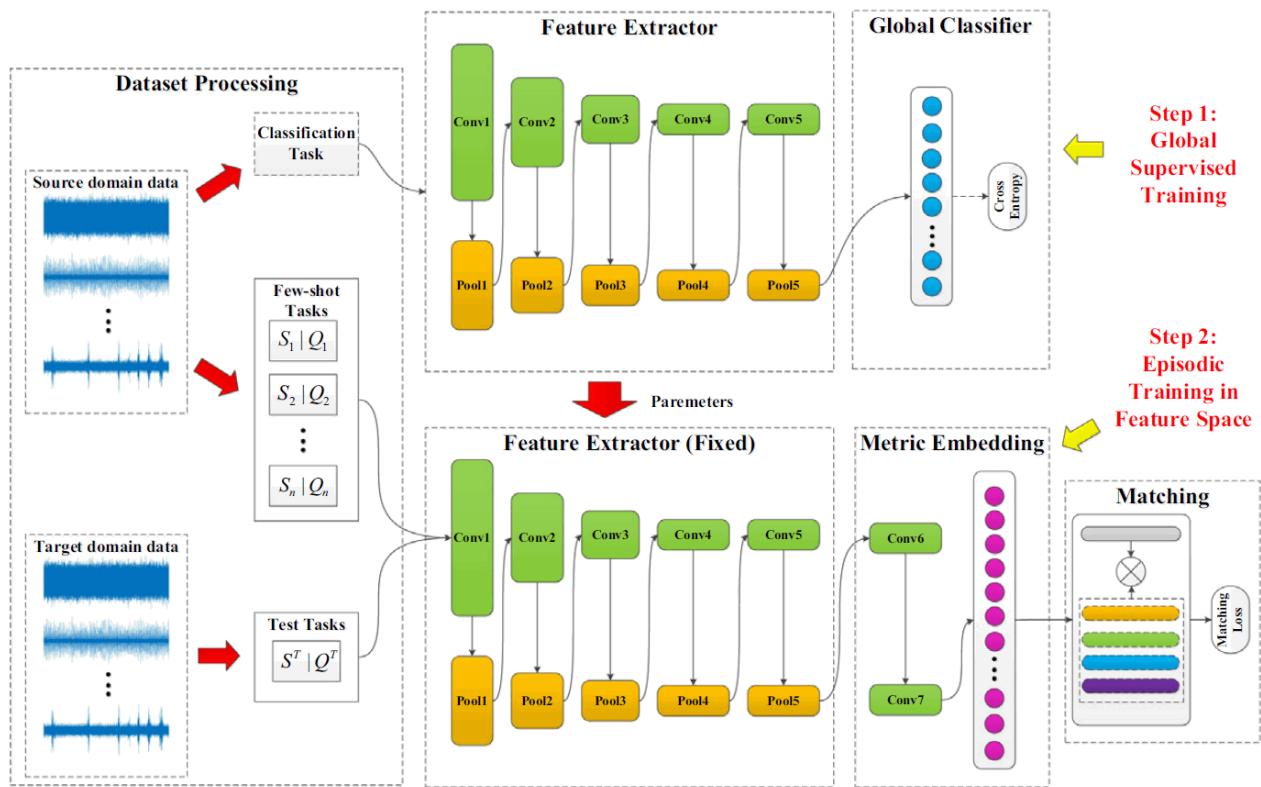 Dataset Processing
Source domain data
Classification
Task
Few-shot
Tasks
S₁ | Q₁
S₂ | Q₂
Sₙ | Qₙ
Target domain data
Test Tasks
Sᵀ | Qᵀ
Feature Extractor
Conv1
Conv2
Conv3
Conv4
Conv5
Pool1
Pool2
Pool3
Pool4
Pool5
Global Classifier
Cross
Entropy
Step 1:
Global
Supervised
Training
Paremeters
Feature Extractor (Fixed)
Conv1
Conv2
Conv3
Conv4
Conv5
Pool1
Pool2
Pool3
Pool4
Pool5
Metric Embedding
Conv6
Conv7
Step 2:
Episodic
Training in
Feature Space
Matching
Matching
Loss